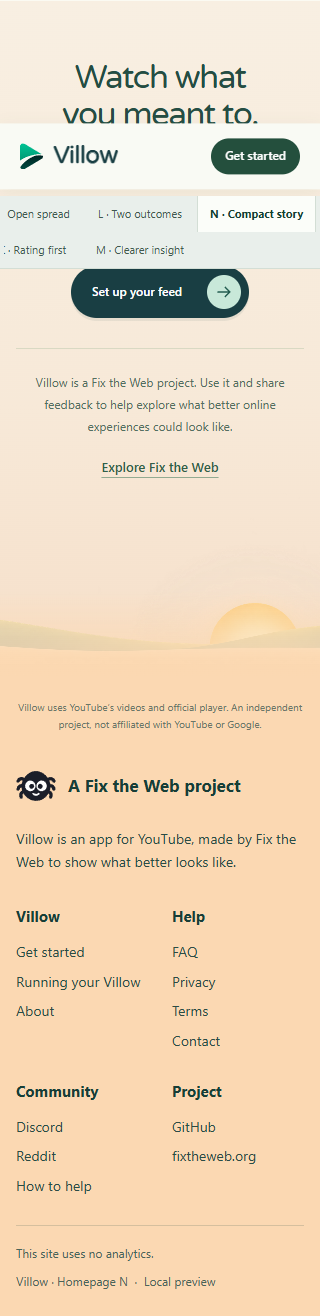 Watch what
you meant to.
Villow
Get started
Open spread
L · Two outcomes
N · Compact story
· Rating first
M · Clearer insight
Set up your feed
Villow is a Fix the Web project. Use it and share
feedback to help explore what better online
experiences could look like.
Explore Fix the Web
Villow uses YouTube's videos and official player. An independent
project, not affiliated with YouTube or Google.
A Fix the Web project
Villow is an app for YouTube, made by Fix the
Web to show what better looks like.
Villow
Get started
Running your Villow
About
Help
FAQ
Privacy
Terms
Contact
Community
Discord
Reddit
How to help
Project
GitHub
fixtheweb.org
This site uses no analytics.
Villow · Homepage N · Local preview